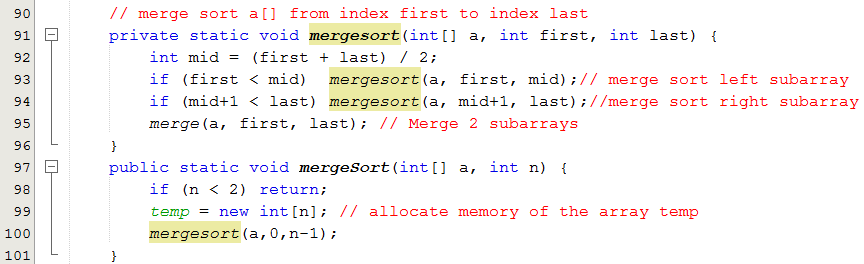 90 // merge sort a[] from index first to index last
91 private static void mergesort(int[] a, int first, int last) {
92 int mid = (first + last) / 2;
93 if (first < mid)  mergesort(a, first, mid);// merge sort left subarray
94 if (mid+1 < last) mergesort(a, mid+1, last);//merge sort right subarray
95 merge(a, first, last); // Merge 2 subarrays
96 }
97 public static void mergeSort(int[] a, int n) {
98 if (n < 2) return;
99 temp = new int[n]; // allocate memory of the array temp
100 mergesort(a,0,n-1);
101 }